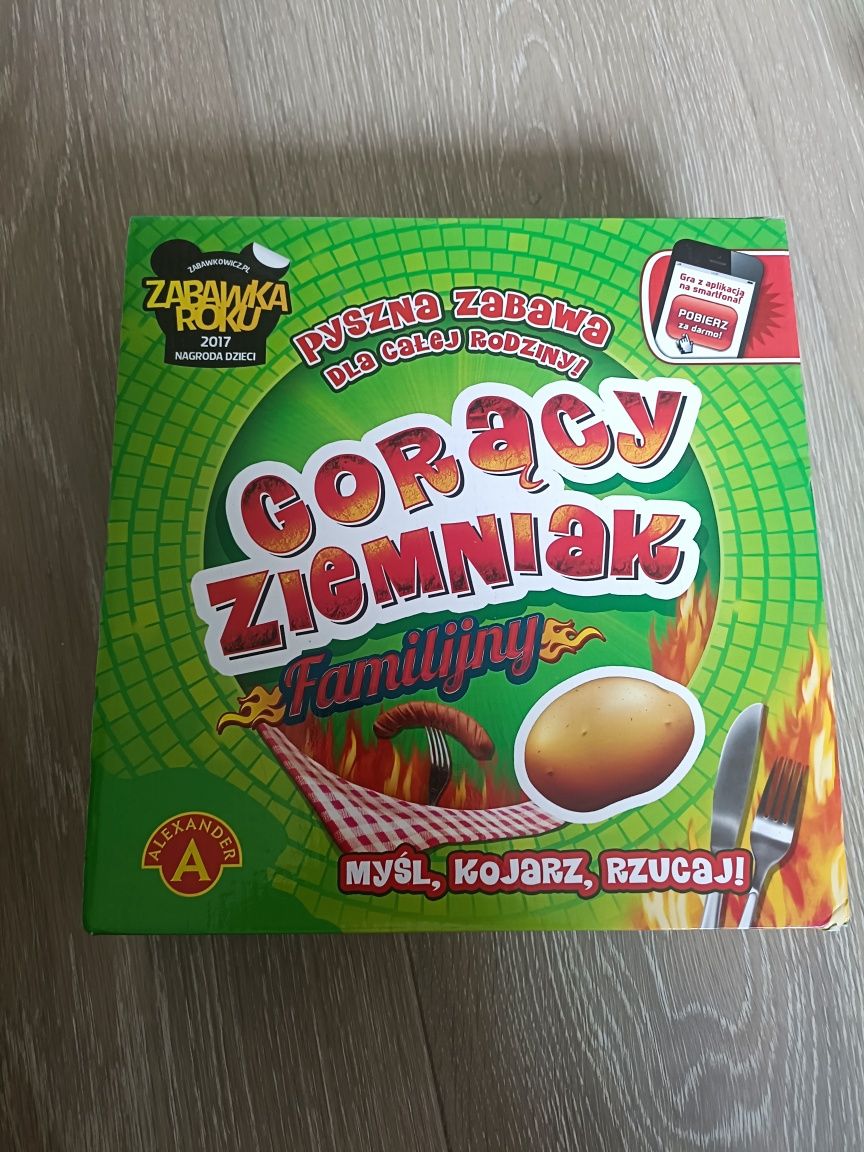 ZABAWKOWICZ.PL
ZABAWKA
ROKU
2017
NAGRODA DZIECI
PYSZNA ZABAWA
DLA CAŁEJ RODZINY!
Gra z aplikacją
na smartfona!
POBIERZ
za darmo!
GORĄCY
ZIEMNIAK
Familijny
ALEXANDER
A
MYŚL, KOJARZ, RZUCAJ!